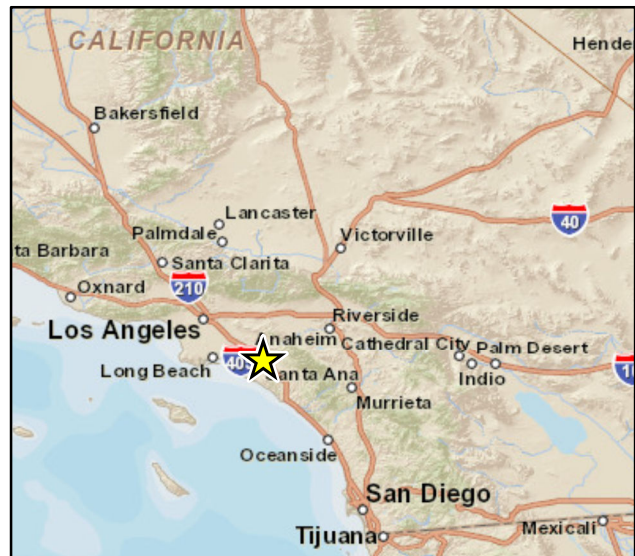 CALIFORNIA
Hende
Bakersfield
Lancaster
40
Palmdale
Victorville
ta Barbara
Santa Clarita
210
Oxnard
Riverside
Los Angeles
naheim
Cathedral City
Palm Desert
Long Beach
405
anta Ana
Indio
10
Murrieta
Oceanside
San Diego
Tijuana
Mexicali